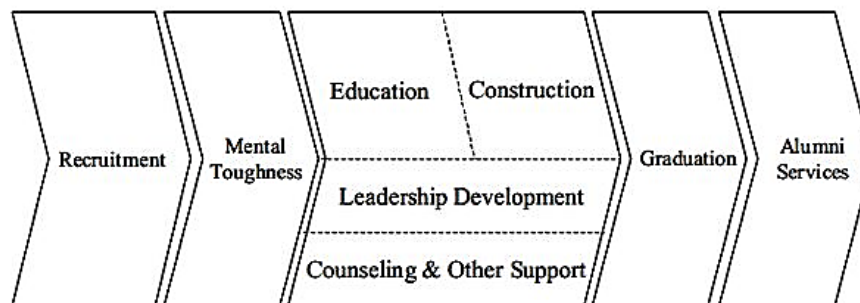 Recruitment
Mental
Toughness
Education
Construction
Leadership Development
Counseling & Other Support
Graduation
Alumni
Services